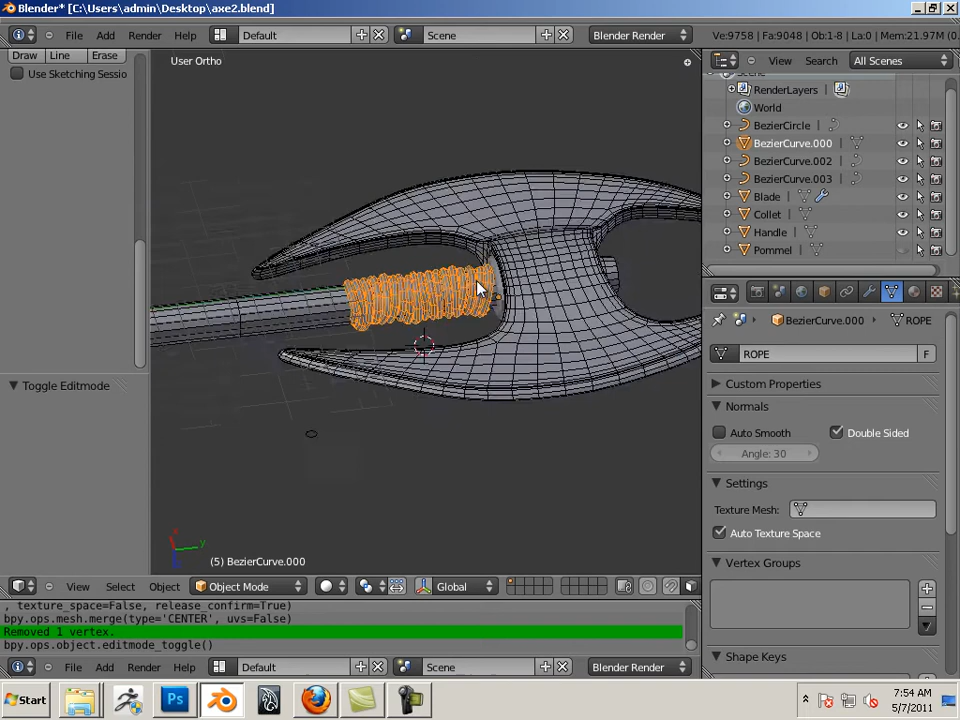 Blender* [C:\Users\admin\Desktop\axe2.blend]
File Add Render Help Default Scene Blender Render Ve:9758 | Fa:9048 | Ob:1-8 | La:0 | Mem:21.97M (0.
Draw Line Erase
Use Sketching Sessio
User Ortho
View Search All Scenes
RenderLayers
World
BezierCircle
BezierCurve.000
BezierCurve.002
BezierCurve.003
Blade
Collet
Handle
Pommel
Toggle Editmode
BezierCurve.000 ROPE
ROPE F
Custom Properties
Normals
Auto Smooth Double Sided
Angle: 30
Settings
Texture Mesh:
Auto Texture Space
Vertex Groups
Shape Keys
x y
(5) BezierCurve.000
View Select Object Object Mode Global
, texture_space=False, release_confirm=True)
bpy.ops.mesh.merge(type='CENTER', uvs=False)
Removed 1 vertex.
bpy.ops.object.editmode_toggle()
File Add Render Help Default Scene Blender Render
Start Ps 7:54 AM
5/7/2011